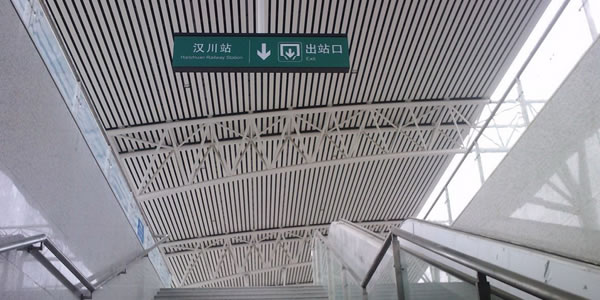 汉川站
Hanchuan Railway Station
出站口
Exit